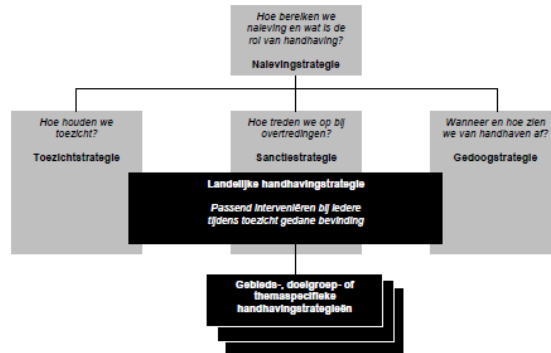 Hoe bereiken we
naleving en wat is de
rol van handhaving?
Nalevingstrategie
Hoe houden we
toezicht?
Toezichtstrategie
Hoe treden we op bij
overtredingen?
Sanctiestrategie
Wanneer en hoe zien
we van handhaven af?
Gedoogstrategie
Landelijke handhavingstrategie
Passend interveniëren bij iedere
tijdens toezicht gedane bevinding
Gebieds-, doelgroep- of
themaspecifieke
handhavingstrategieën